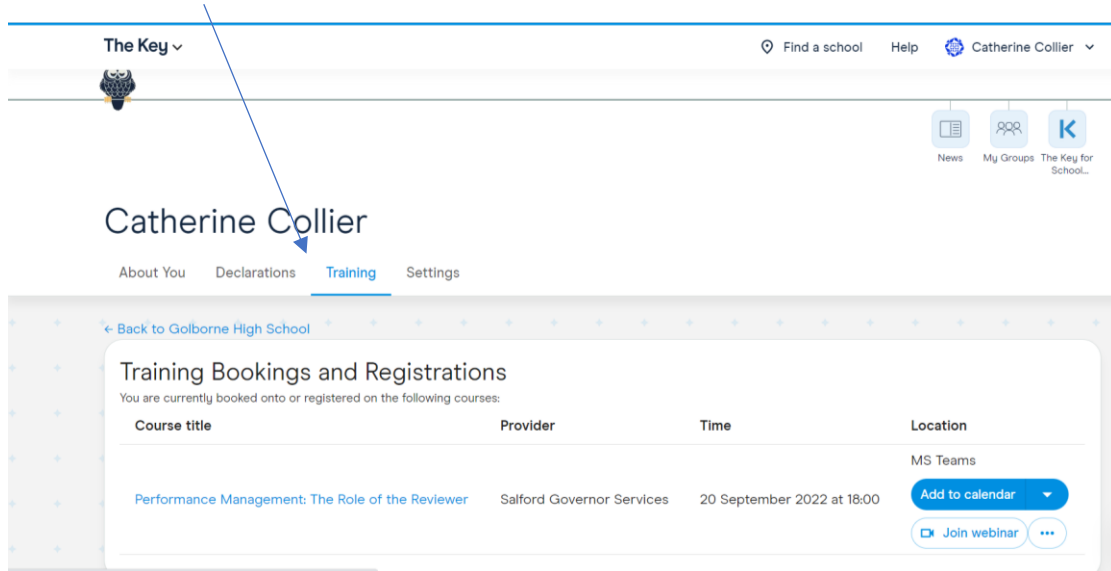 The Key
Find a school Help Catherine Collier
News My Groups The Key for School...
Catherine Collier
About You Declarations Training Settings
← Back to Golborne High School
Training Bookings and Registrations
You are currently booked onto or registered on the following courses:
Course title Provider Time Location
MS Teams
Performance Management: The Role of the Reviewer Salford Governor Services 20 September 2022 at 18:00 Add to calendar
Join webinar ...